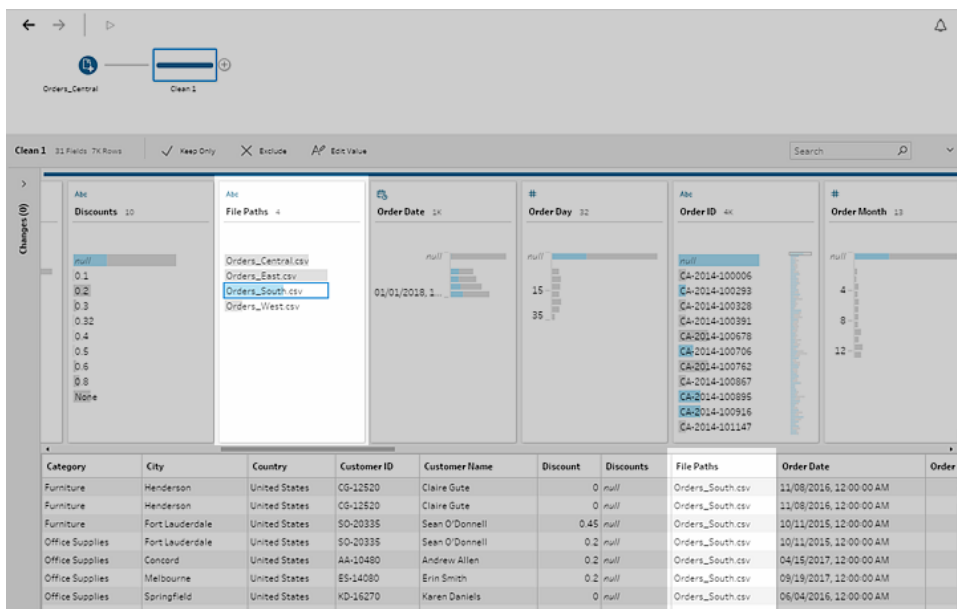 Orders_Central
Clean 1
Clean 1 31 Fields 7K Rows Keep Only Exclude Edit Value Search
Changes (0)
Abc
Discounts 10
null
0.1
0.2
0.3
0.32
0.4
0.5
0.6
0.8
None
Abc
File Paths 4
Orders_Central.csv
Orders_East.csv
Orders_South.csv
Orders_West.csv
Order Date 1K
null
01/01/2018, 1...
#
Order Day 32
null
15
35
Abc
Order ID 4K
null
CA-2014-100006
CA-2014-100293
CA-2014-100328
CA-2014-100391
CA-2014-100678
CA-2014-100706
CA-2014-100762
CA-2014-100867
CA-2014-100895
CA-2014-100916
CA-2014-101147
#
Order Month 13
null
4
8
12
Category City Country Customer ID Customer Name Discount Discounts File Paths Order Date Order
Furniture Henderson United States CG-12520 Claire Gute 0 null Orders_South.csv 11/08/2016, 12:00:00 AM
Furniture Henderson United States CG-12520 Claire Gute 0 null Orders_South.csv 11/08/2016, 12:00:00 AM
Furniture Fort Lauderdale United States SO-20335 Sean O'Donnell 0.45 null Orders_South.csv 10/11/2015, 12:00:00 AM
Office Supplies Fort Lauderdale United States SO-20335 Sean O'Donnell 0.2 null Orders_South.csv 10/11/2015, 12:00:00 AM
Office Supplies Concord United States AA-10480 Andrew Allen 0.2 null Orders_South.csv 04/15/2017, 12:00:00 AM
Office Supplies Melbourne United States ES-14080 Erin Smith 0.2 null Orders_South.csv 09/19/2017, 12:00:00 AM
Office Supplies Springfield United States KD-16270 Karen Daniels 0 null Orders_South.csv 06/04/2016, 12:00:00 AM